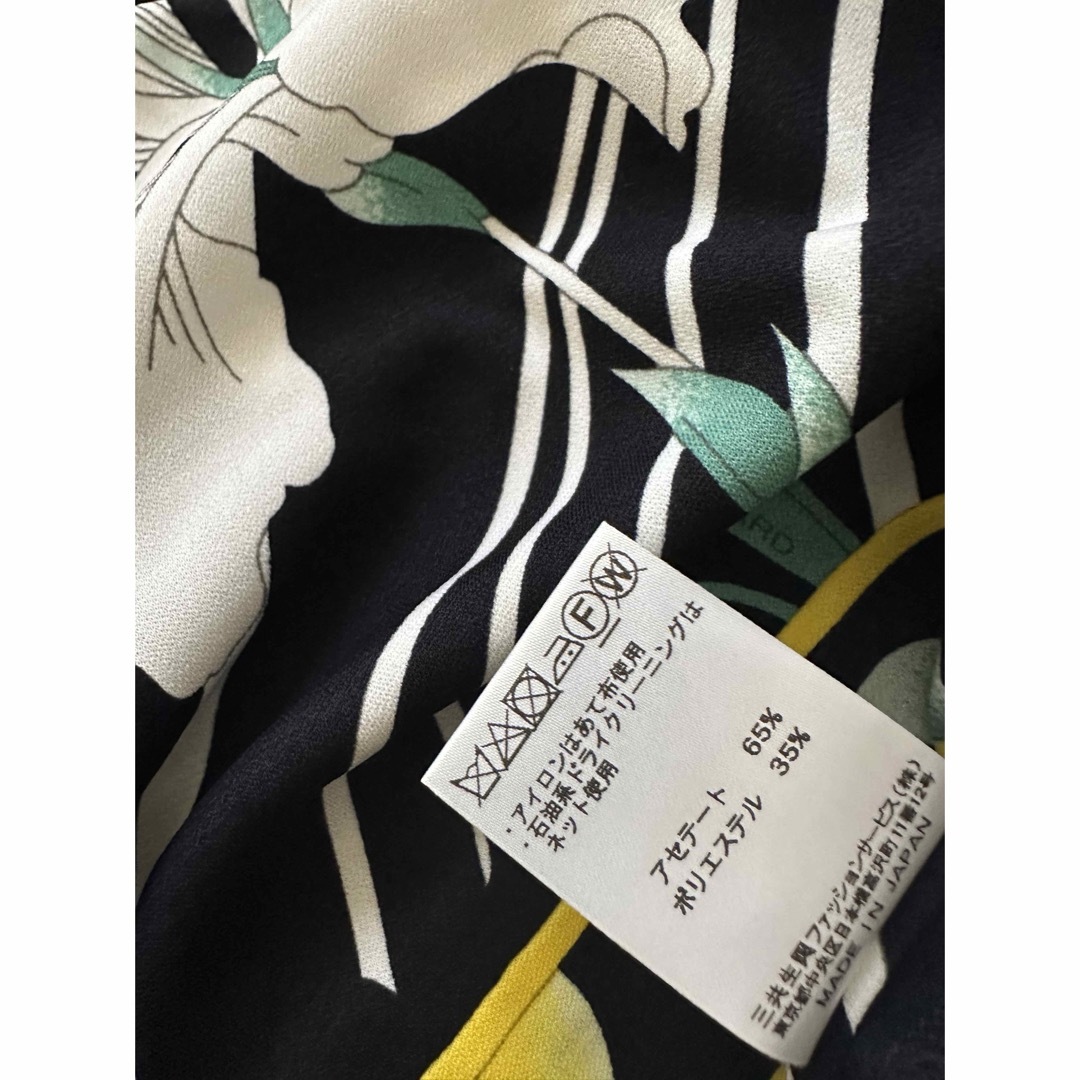 F
W
・アイロンはあて布使用
・石油系ドライクリーニングは
ネット使用
アセテート 65%
ポリエステル 35%
三共生興ファッションサービス(株)
東京都中央区日本橋富沢町11番12号
MADE IN JAPAN
ARD